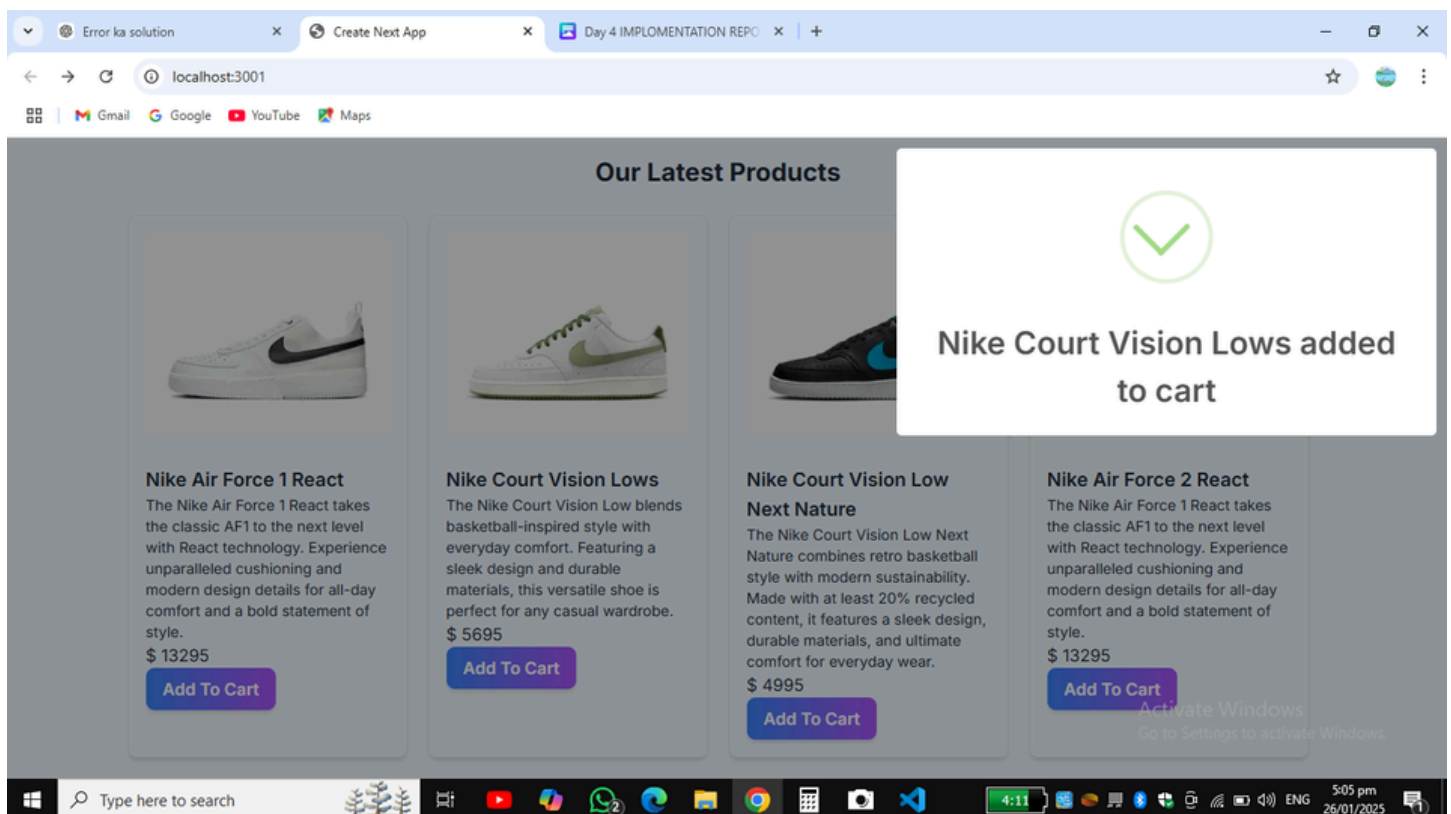 Error ka solution
Create Next App
Day 4 IMPLOMENTATION REPO
localhost:3001
Gmail
Google
YouTube
Maps
Our Latest Products
Nike Court Vision Lows added
to cart
Nike Air Force 1 React
The Nike Air Force 1 React takes
the classic AF1 to the next level
with React technology. Experience
unparalleled cushioning and
modern design details for all-day
comfort and a bold statement of
style.
$ 13295
Add To Cart
Nike Court Vision Lows
The Nike Court Vision Low blends
basketball-inspired style with
everyday comfort. Featuring a
sleek design and durable
materials, this versatile shoe is
perfect for any casual wardrobe.
$ 5695
Add To Cart
Nike Court Vision Low
Next Nature
The Nike Court Vision Low Next
Nature combines retro basketball
style with modern sustainability.
Made with at least 20% recycled
content, it features a sleek design,
durable materials, and ultimate
comfort for everyday wear.
$ 4995
Add To Cart
Nike Air Force 2 React
The Nike Air Force 1 React takes
the classic AF1 to the next level
with React technology. Experience
unparalleled cushioning and
modern design details for all-day
comfort and a bold statement of
style.
$ 13295
Add To Cart
Activate Windows
Go to Settings to activate Windows.
Type here to search
2
4:11
ENG
5:05 pm
26/01/2025
1